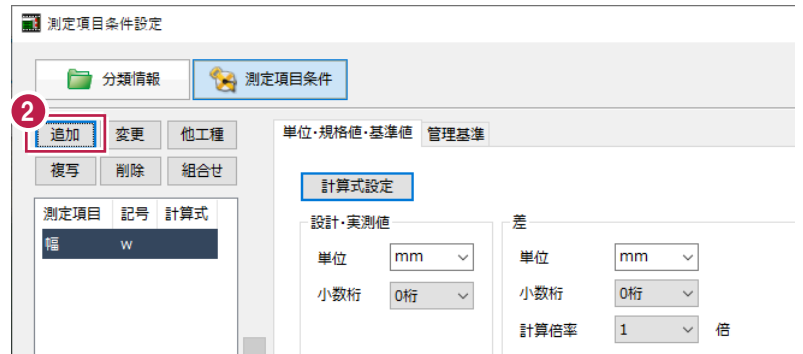 測定項目条件設定
分類情報 測定項目条件
2
追加 変更 他工種 単位・規格値・基準値 管理基準
複写 削除 組合せ
計算式設定
測定項目 記号 計算式
設計・実測値 差
幅 w
単位 mm 単位 mm
小数桁 0桁 小数桁 0桁
計算倍率 1 倍